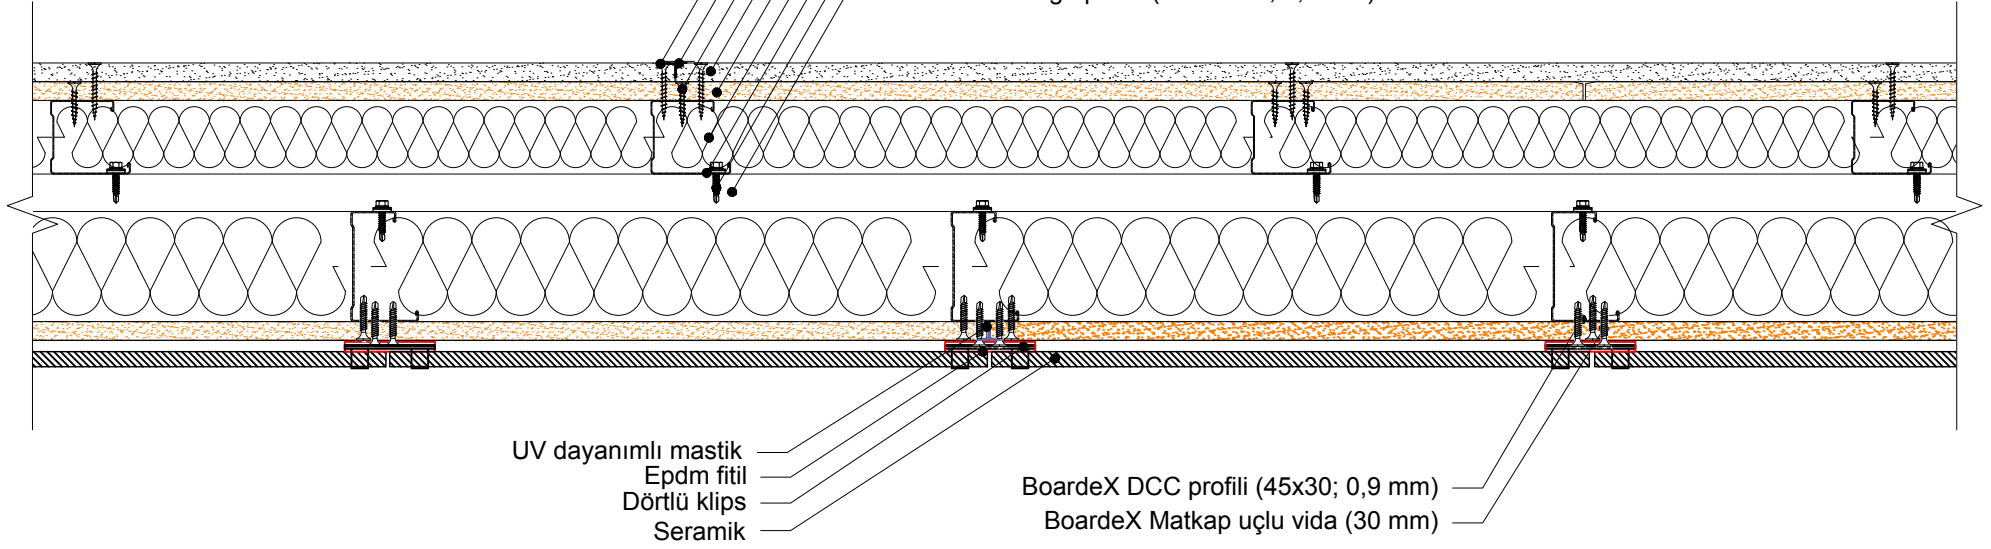 UV dayanımlı mastik
Epdm fitil
Dörtlü klips
Seramik
BoardeX DCC profili (45x30; 0,9 mm)
BoardeX Matkap uçlu vida (30 mm)